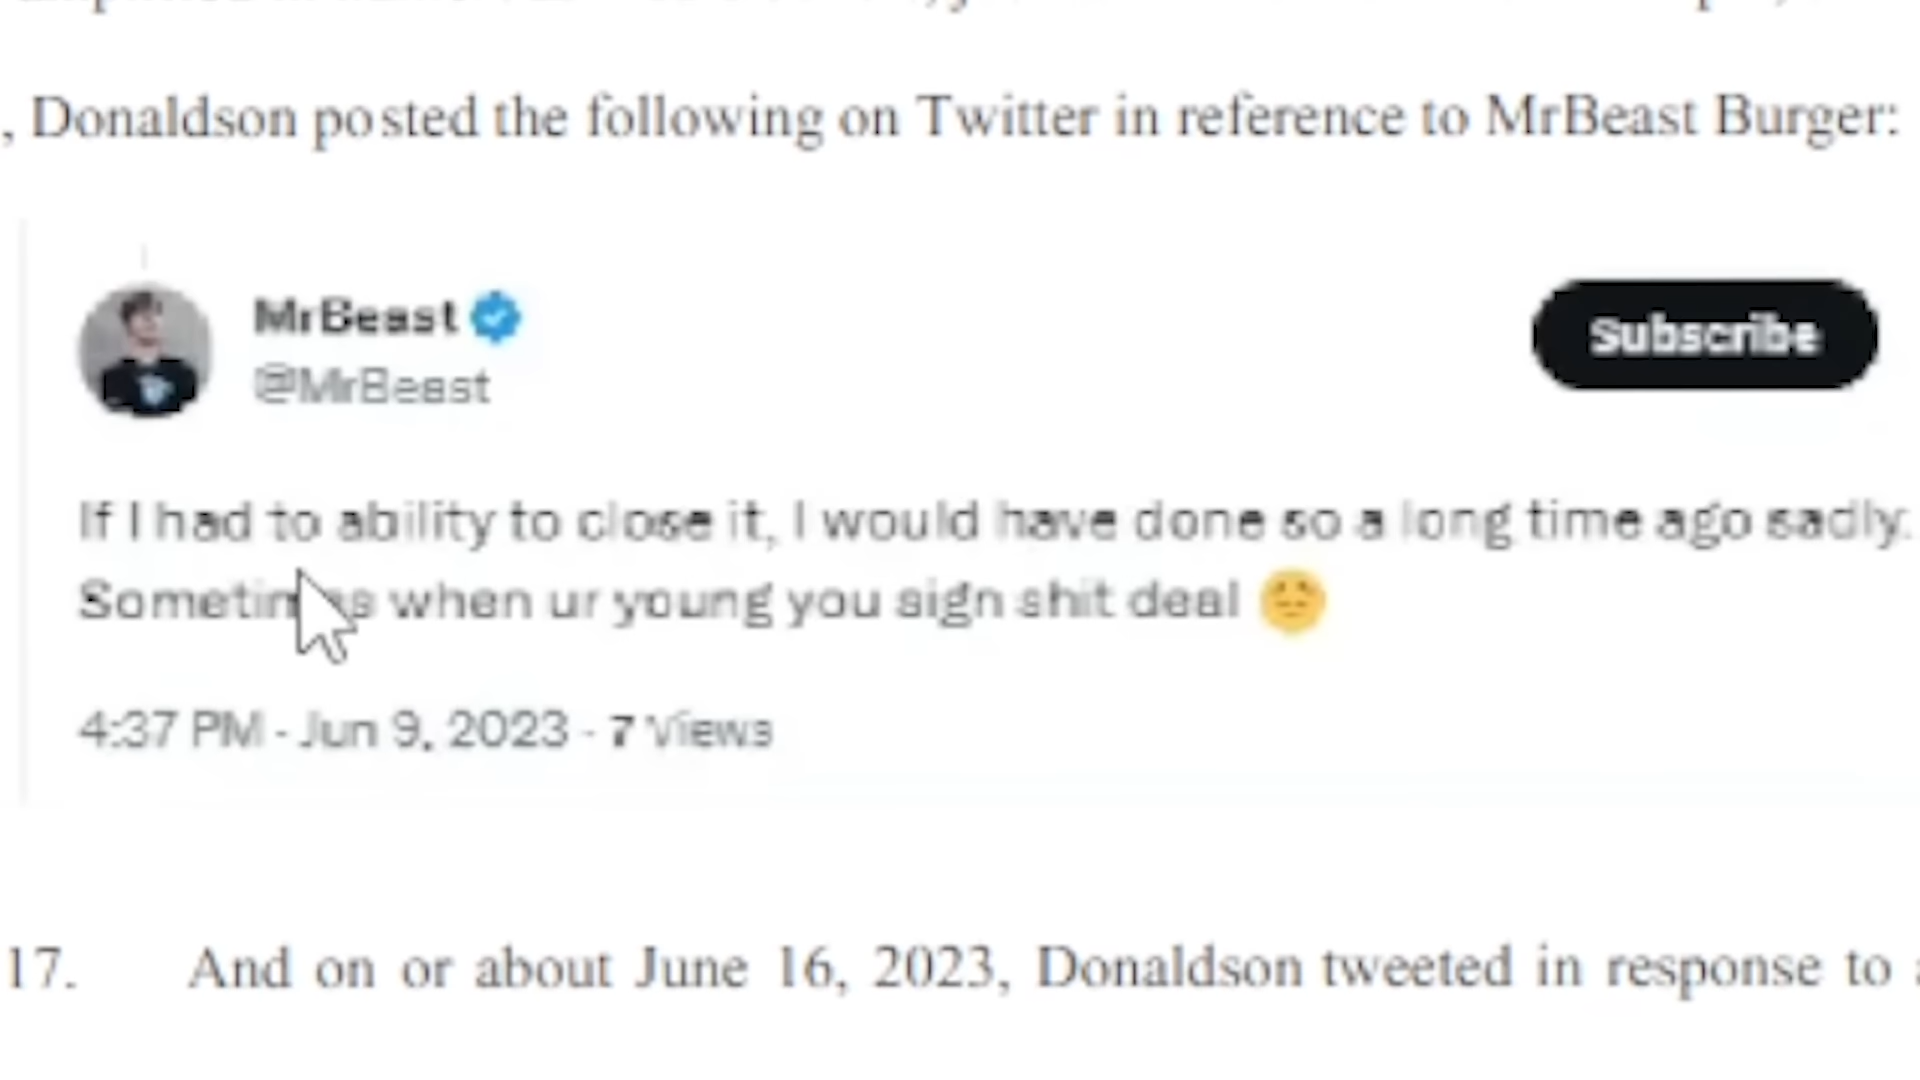 , Donaldson posted the following on Twitter in reference to MrBeast Burger:
MrBeast
@MrBeast
Subscribe
If I had to ability to close it, I would have done so a long time ago sadly.
Sometimes when ur young you sign shit deal 😔
4:37 PM - Jun 9, 2023 - 7 Views
17. And on or about June 16, 2023, Donaldson tweeted in response to